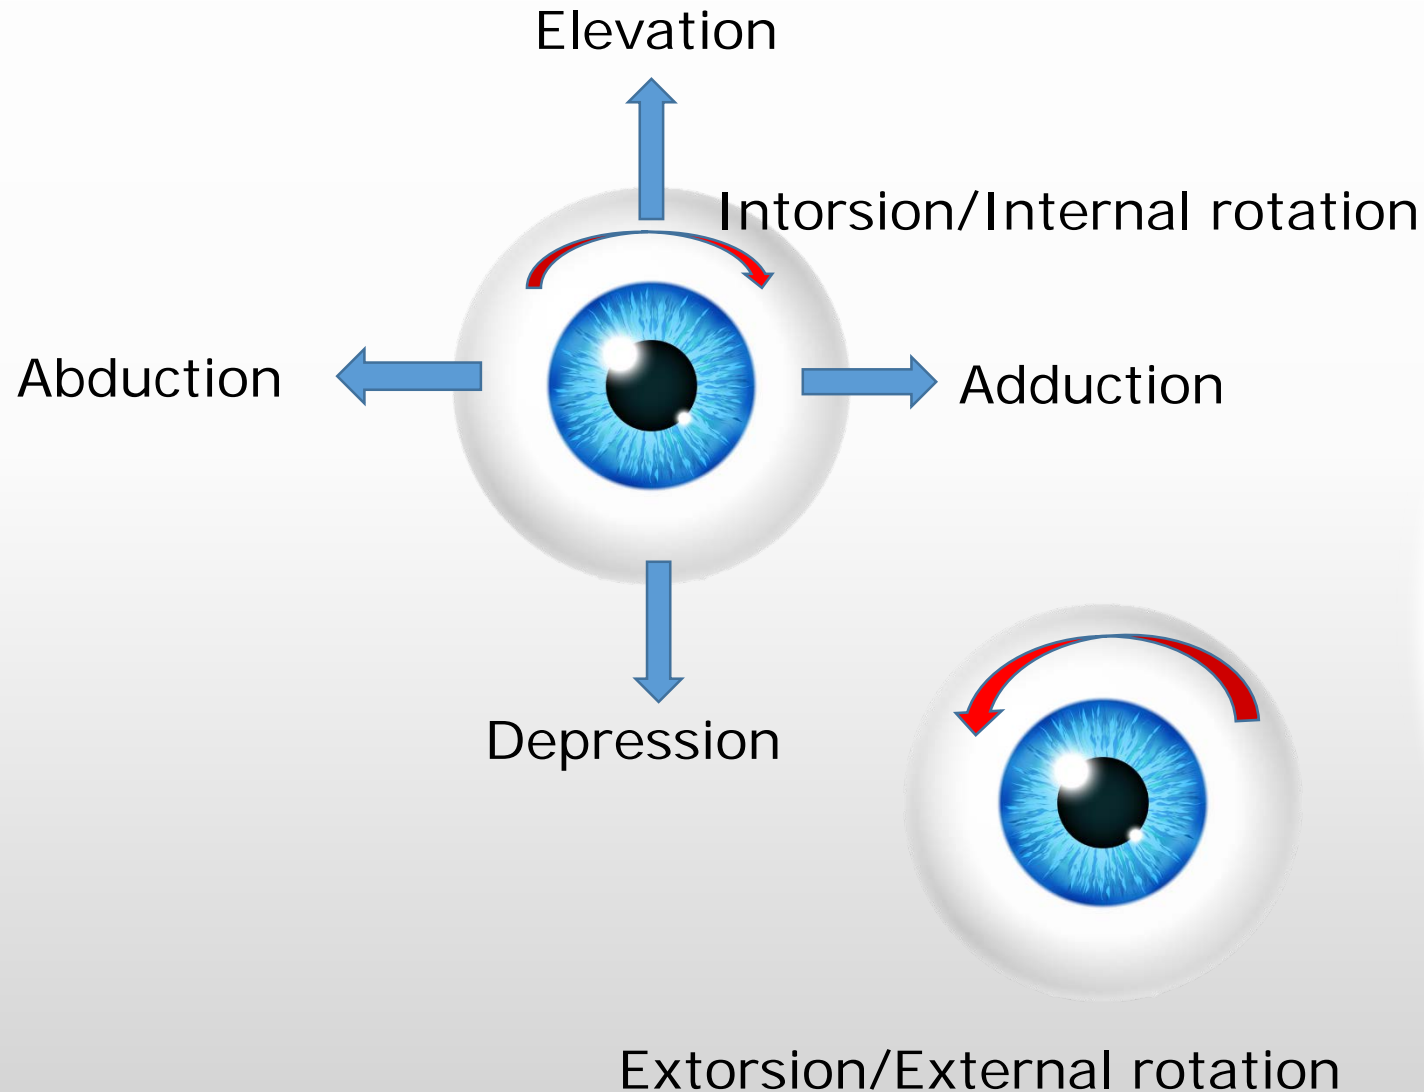 Elevation
Intorsion/Internal rotation
Abduction
Adduction
Depression
Extorsion/External rotation